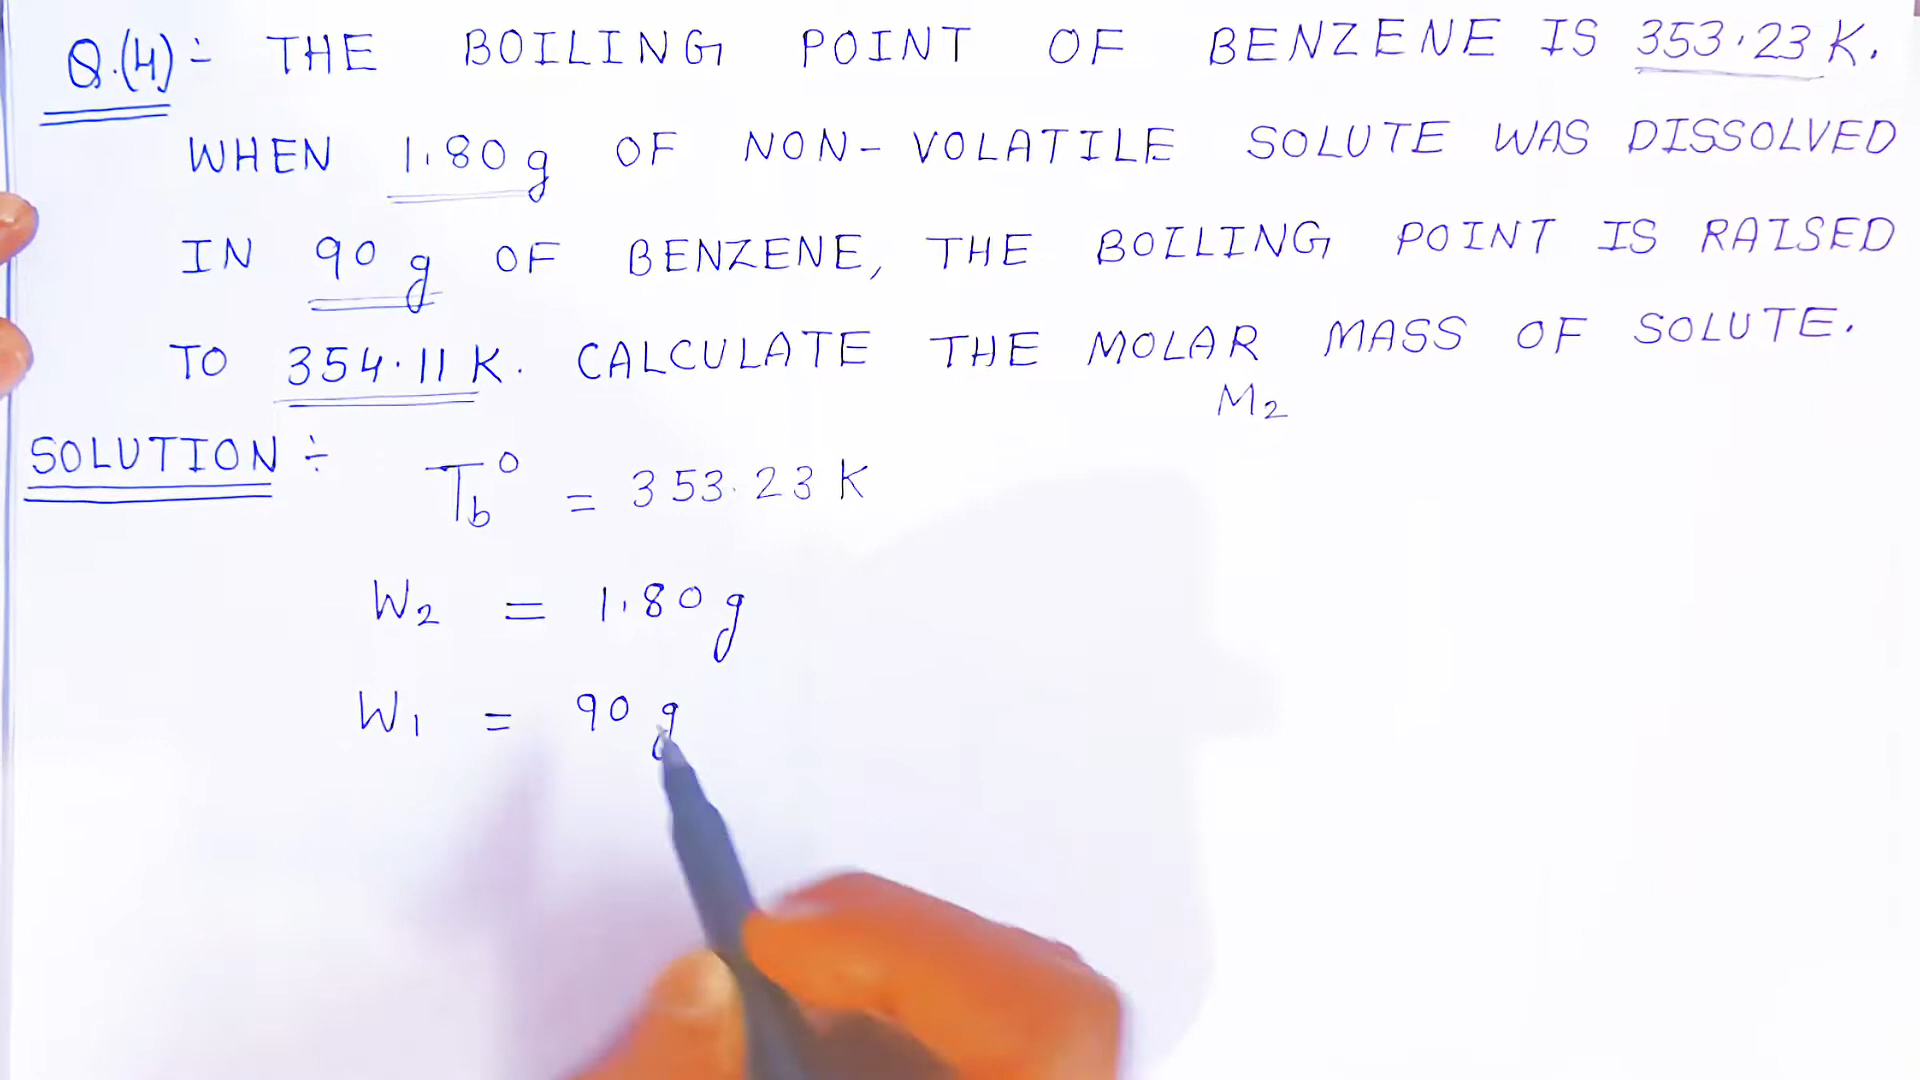 Q.(4):- THE BOILING POINT OF BENZENE IS 353.23 K.
WHEN 1.80 g OF NON-VOLATILE SOLUTE WAS DISSOLVED
IN 90 g OF BENZENE, THE BOILING POINT IS RAISED
TO 354.11 K. CALCULATE THE MOLAR MASS OF SOLUTE.
M₂
SOLUTION ÷
T_b° = 353.23 K
W₂ = 1.80 g
W₁ = 90 g